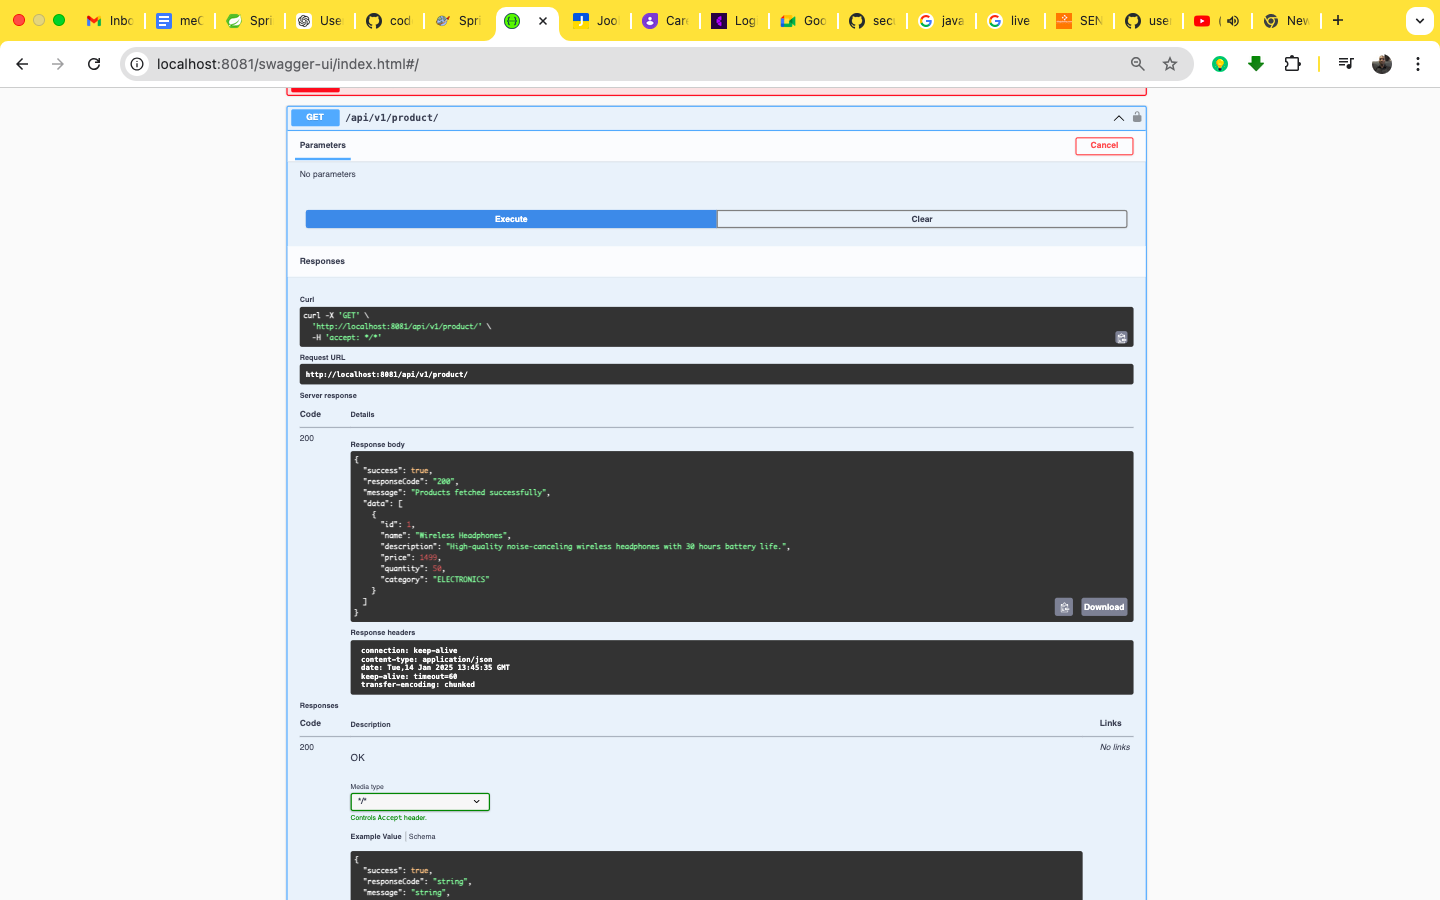 Inbo
meC
Spri
User
cod
Spri
Jool
Care
Log
Goo
secu
java
live
SEN
user
(
New
localhost:8081/swagger-ui/index.html#/
GET /api/v1/product/
Parameters
Cancel
No parameters
Execute
Clear
Responses
Curl
curl -X 'GET' \
'http://localhost:8081/api/v1/product/' \
-H 'accept: */*'
Request URL
http://localhost:8081/api/v1/product/
Server response
Code Details
200
Response body
{
"success": true,
"responseCode": "200",
"message": "Products fetched successfully",
"data": [
{
"id": 1,
"name": "Wireless Headphones",
"description": "High-quality noise-canceling wireless headphones with 30 hours battery life.",
"price": 1499,
"quantity": 50,
"category": "ELECTRONICS"
}
]
}
Download
Response headers
connection: keep-alive
content-type: application/json
date: Tue,14 Jan 2025 13:45:35 GMT
keep-alive: timeout=60
transfer-encoding: chunked
Responses
Code Description Links
200 OK No links
Media type
*/*
Controls Accept header.
Example Value | Schema
{
"success": true,
"responseCode": "string",
"message": "string",